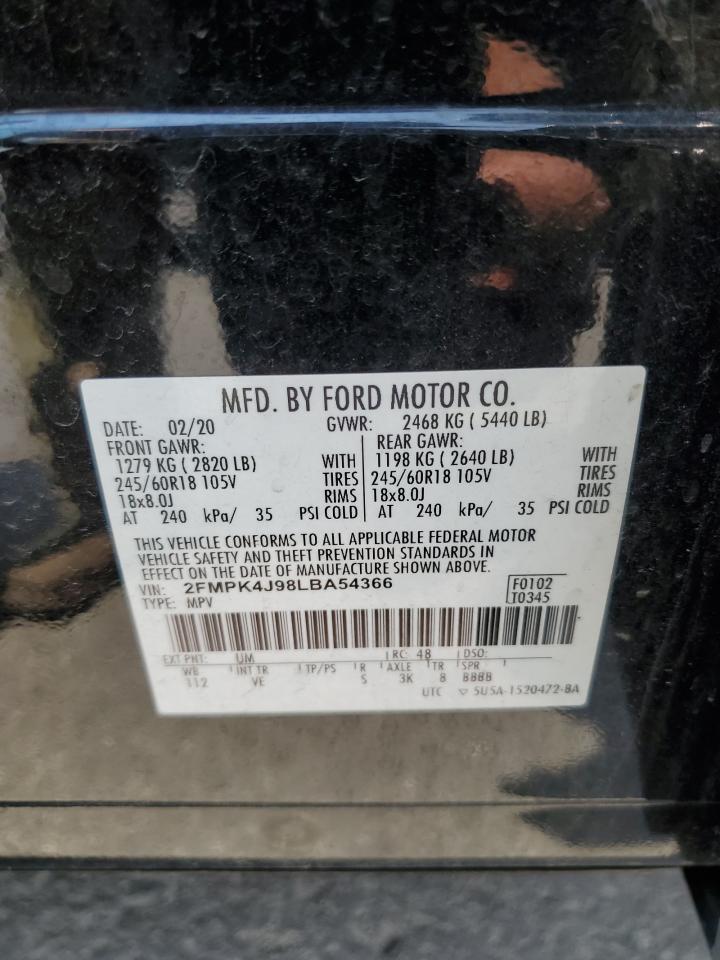 MFD. BY FORD MOTOR CO.
DATE: 02/20 GVWR: 2468 KG ( 5440 LB)
FRONT GAWR: REAR GAWR:
1279 KG ( 2820 LB) WITH 1198 KG ( 2640 LB) WITH
245/60R18 105V TIRES 245/60R18 105V TIRES
18x8.0J RIMS 18x8.0J RIMS
AT 240 kPa/ 35 PSI COLD AT 240 kPa/ 35 PSI COLD
THIS VEHICLE CONFORMS TO ALL APPLICABLE FEDERAL MOTOR
VEHICLE SAFETY AND THEFT PREVENTION STANDARDS IN
EFFECT ON THE DATE OF MANUFACTURE SHOWN ABOVE.
VIN: 2FMPK4J98LBA54366 F0102
TYPE: MPV T0345
EXT PNT: UM RC: 48 DSO:
WB INT TR TP/PS R AXLE TR SPR
112 VE S 3K 8 BBBB
UTC ▽ 5U5A-1520472-BA